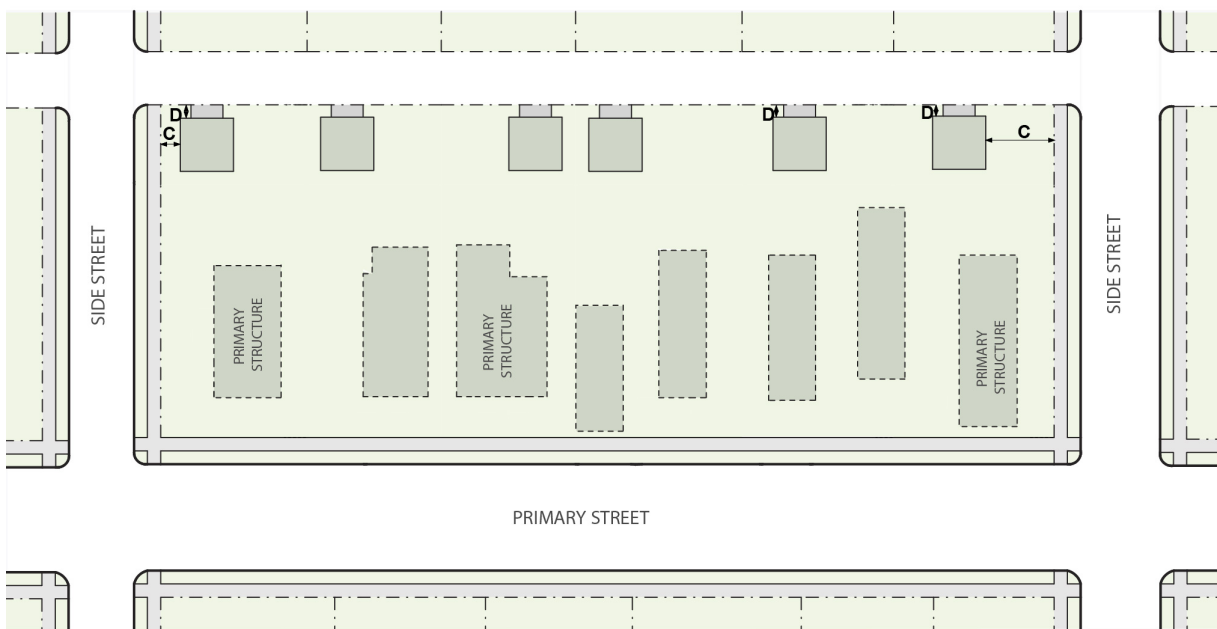 D
C
D
D
C
SIDE STREET
PRIMARY
STRUCTURE
PRIMARY
STRUCTURE
PRIMARY
STRUCTURE
SIDE STREET
PRIMARY STREET